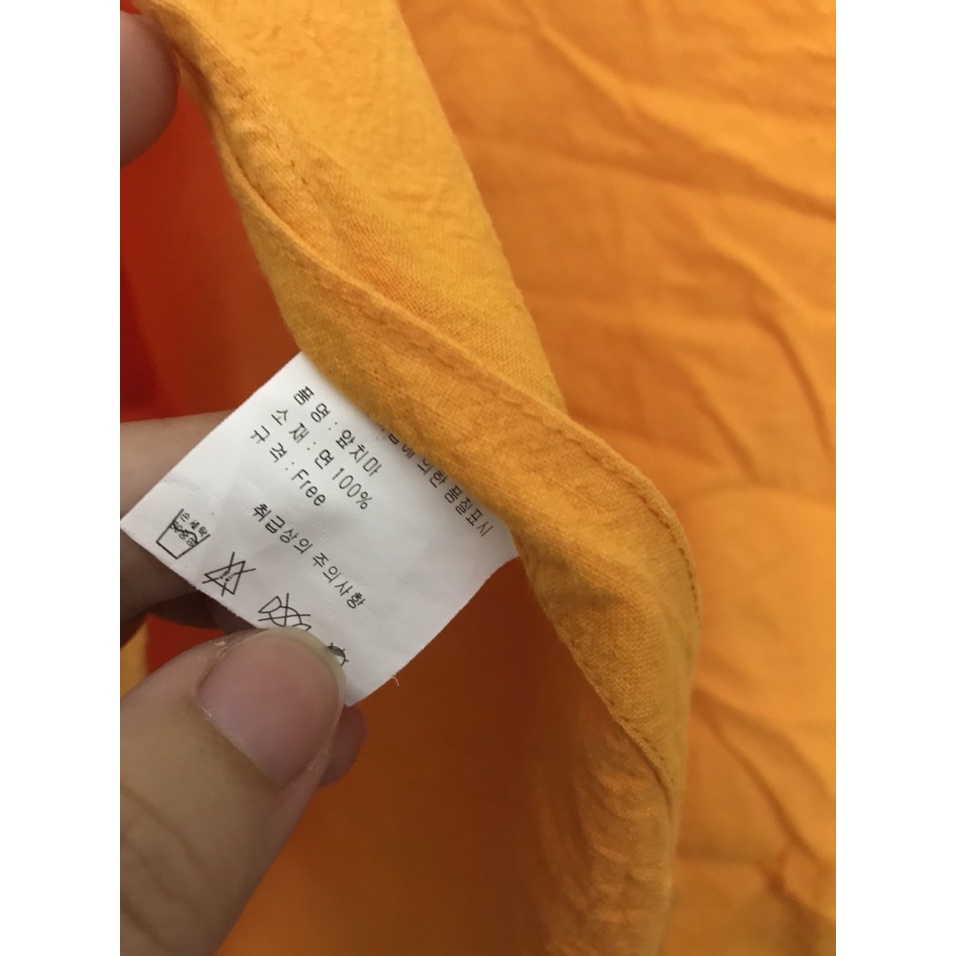 의한 품질표시
품 명 : 앞치마
소 재 : 면 100%
규 격 : Free
취급상의 주의사항